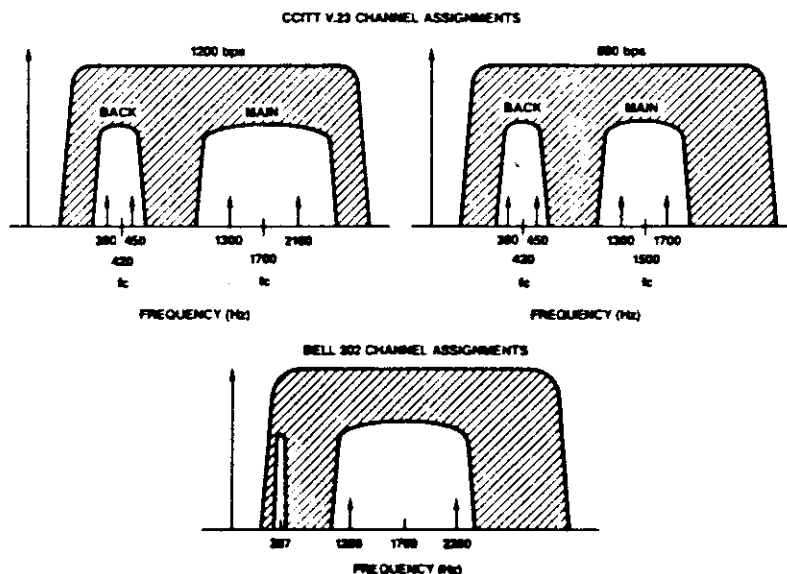 CCITT V.23 CHANNEL ASSIGNMENTS
1200 bps
BACK
MAIN
390 450
1300
2100
420
1700
fc
fc
FREQUENCY (Hz)
600 bps
BACK
MAIN
390 450
1300
1700
420
1500
fc
fc
FREQUENCY (Hz)
BELL 202 CHANNEL ASSIGNMENTS
387
1200
1700
2200
FREQUENCY (Hz)